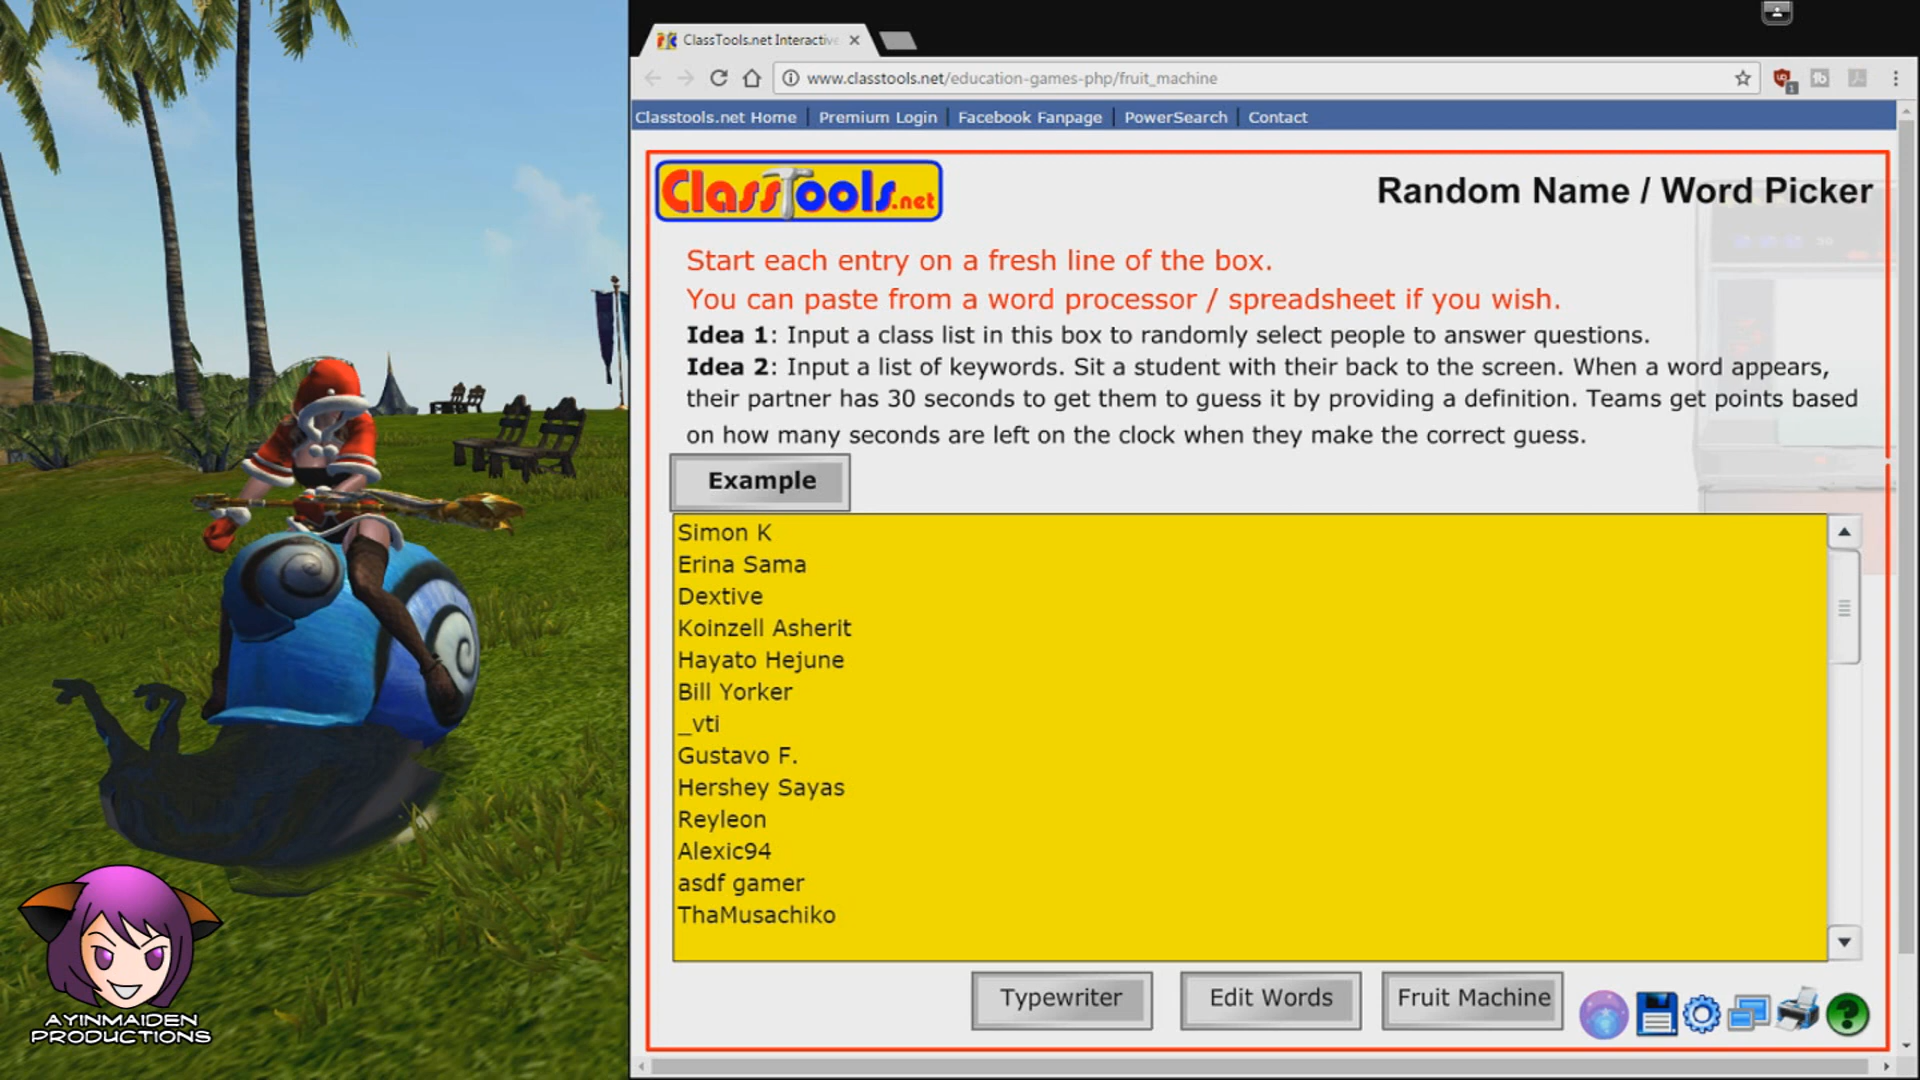 ClassTools.net Interactive
www.classtools.net/education-games-php/fruit_machine
Classtools.net Home | Premium Login | Facebook Fanpage | PowerSearch | Contact
ClassTools.net
Random Name / Word Picker
Start each entry on a fresh line of the box.
You can paste from a word processor / spreadsheet if you wish.
Idea 1: Input a class list in this box to randomly select people to answer questions.
Idea 2: Input a list of keywords. Sit a student with their back to the screen. When a word appears,
their partner has 30 seconds to get them to guess it by providing a definition. Teams get points based
on how many seconds are left on the clock when they make the correct guess.
Example
Simon K
Erina Sama
Dextive
Koinzell Asherit
Hayato Hejune
Bill Yorker
_vti
Gustavo F.
Hershey Sayas
Reyleon
Alexic94
asdf gamer
ThaMusachiko
Typewriter
Edit Words
Fruit Machine
?
AYINMAIDEN
PRODUCTIONS